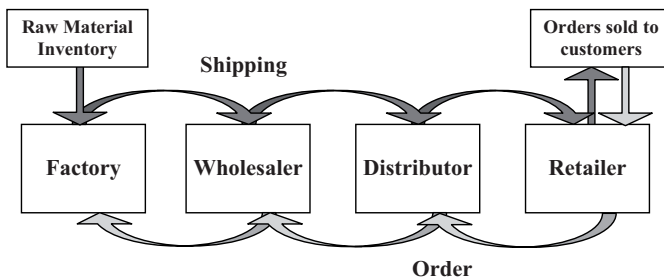 Raw Material
Inventory
Orders sold to
customers
Shipping
Factory
Wholesaler
Distributor
Retailer
Order